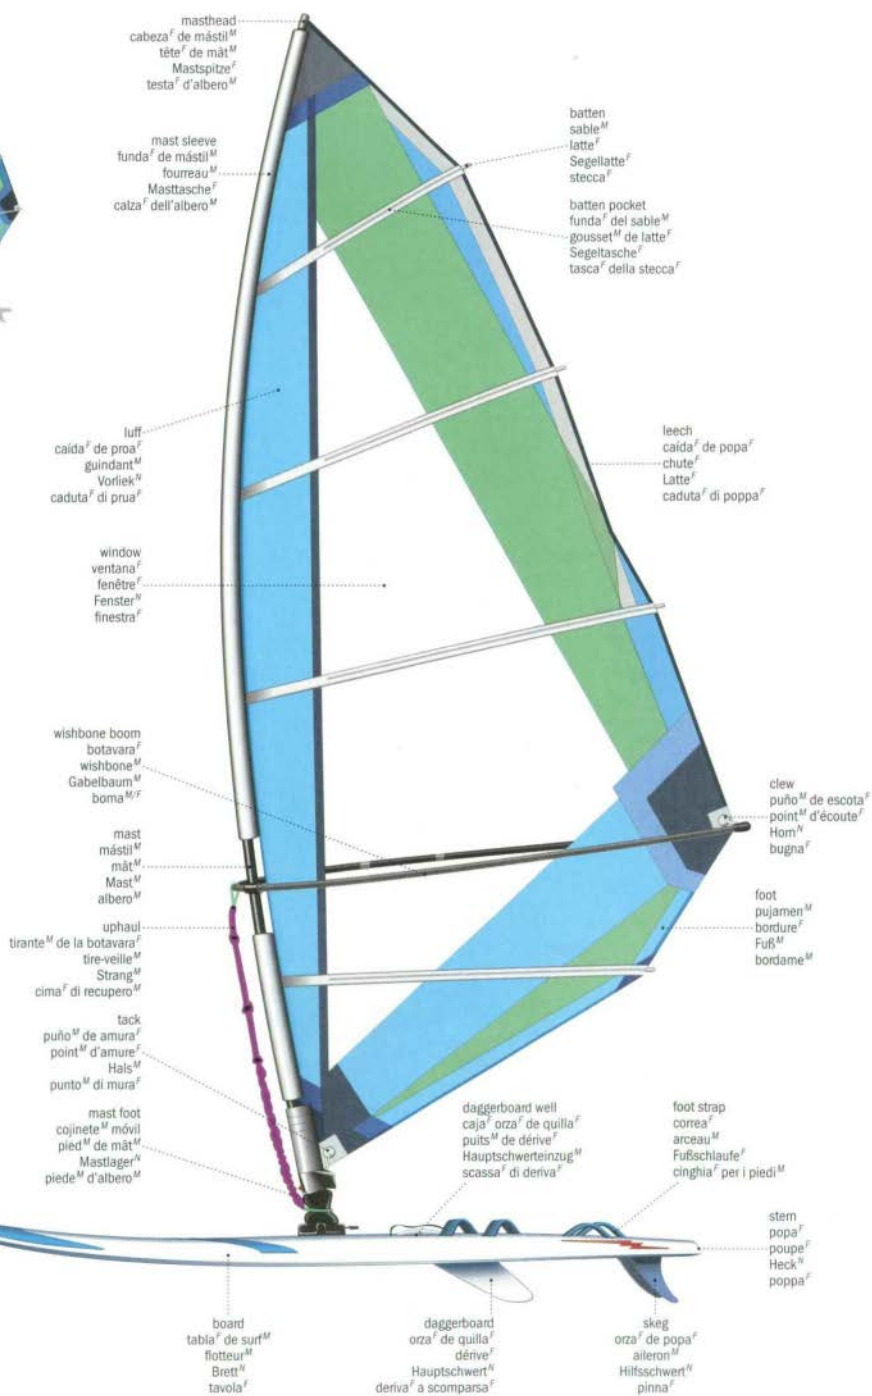 masthead
cabeza^F de mástil^M
tête^F de mât^M
Mastspitze^F
testa^F d'albero^M
batten
sable^M
latte^F
Segellatte^F
stecca^F
mast sleeve
funda^F de mástil^M
fourreau^M
Masttasche^F
calza^F dell'albero^M
batten pocket
funda^F del sable^M
gousset^M de latte^F
Segeltasche^F
tasca^F della stecca^F
luff
caída^F de proa^F
guindant^M
Vorliek^N
caduta^F di prua^F
leech
caída^F de popa^F
chute^F
Latte^F
caduta^F di poppa^F
window
ventana^F
fenêtre^F
Fenster^N
finestra^F
wishbone boom
botavara^F
wishbone^M
Gabelbaum^M
boma^M/F
clew
puño^M de escota^F
point^M d'écoute^F
Horn^N
bugna^F
mast
mástil^M
mât^M
Mast^M
albero^M
foot
pujamen^M
bordure^F
Fuß^M
bordame^M
uphaul
tirante^M de la botavara^F
tire-veille^M
Strang^M
cima^F di recupero^M
tack
puño^M de amura^F
point^M d'amure^F
Hals^M
punto^M di mura^F
mast foot
cojinete^M móvil
pied^M de mât^M
Mastlager^N
piede^M d'albero^M
daggerboard well
caja^F orza^F de quilla^F
puits^M de dérive^F
Hauptschwerteinzug^M
scassa^F di deriva^F
foot strap
correa^F
arceau^M
Fußschlaufe^F
cinghia^F per i piedi^M
stern
popa^F
poupe^F
Heck^N
poppa^F
board
tabla^F de surf^M
flotteur^M
Brett^N
tavola^F
daggerboard
orza^F de quilla^F
dérive^F
Hauptschwert^N
deriva^F a scomparsa^F
skeg
orza^F de popa^F
aileron^M
Hilfsschwert^N
pinna^F